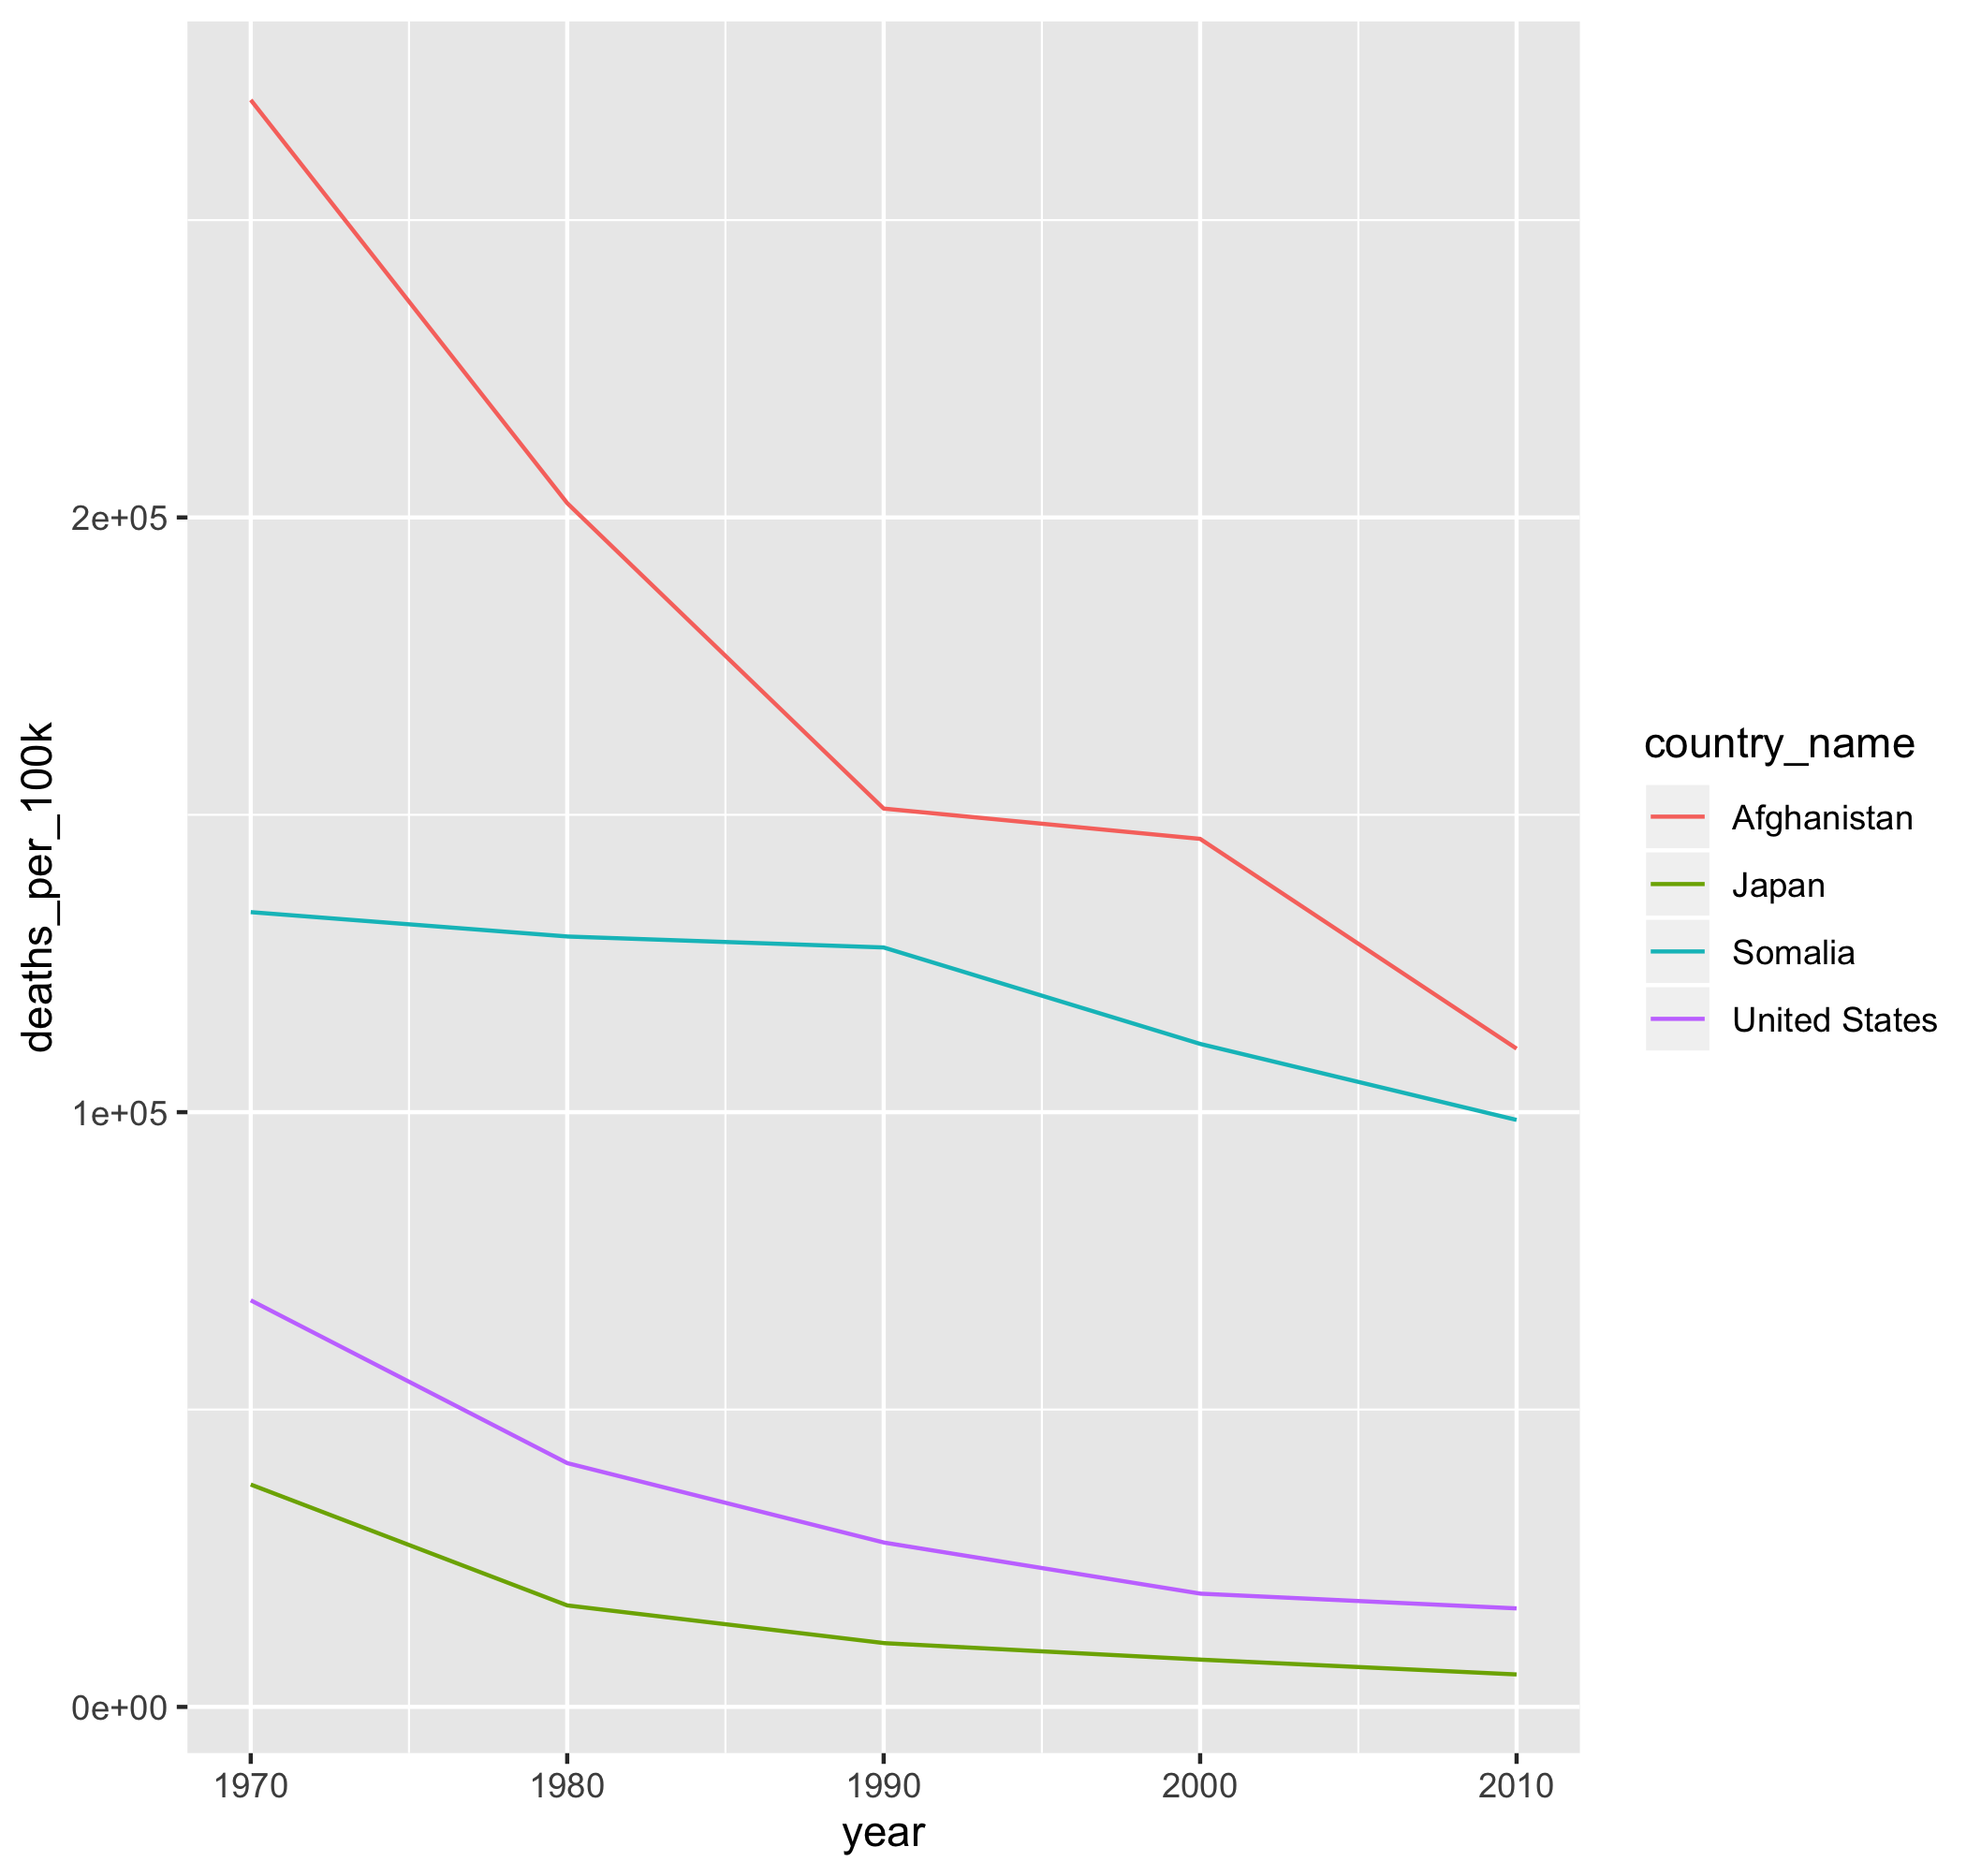 deaths_per_100k
2e+05
1e+05
0e+00
1970 1980 1990 2000 2010
year
country_name
Afghanistan
Japan
Somalia
United States